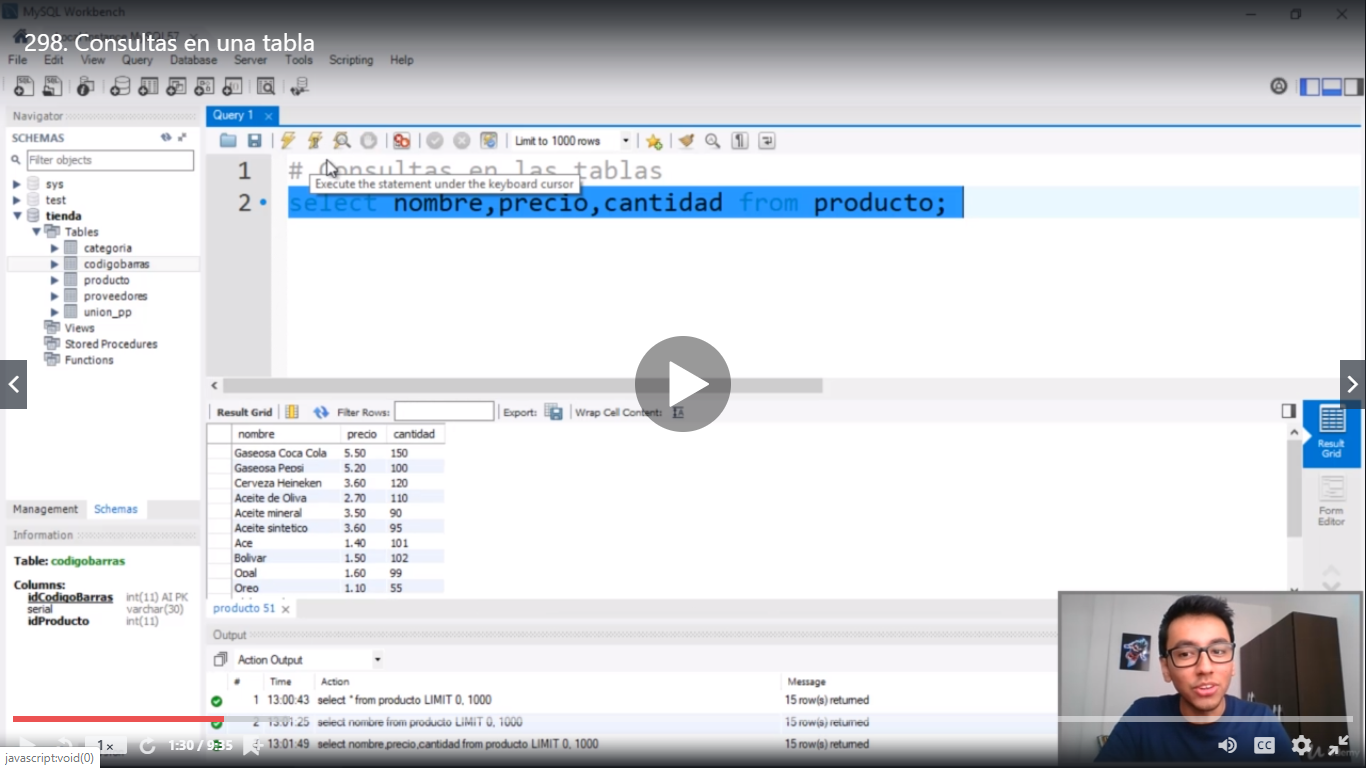 MySQL Workbench
298. Consultas en una tabla
File Edit View Query Database Server Tools Scripting Help
Navigator
SCHEMAS
Filter objects
sys
test
tienda
Tables
categoria
codigobarras
producto
proveedores
union_pp
Views
Stored Procedures
Functions
Management Schemas
Information
Table: codigobarras
Columns:
idCodigoBarras int(11) AI PK
serial varchar(30)
idProducto int(11)
Query 1
Limit to 1000 rows
1 # Consultas en las tablas
Execute the statement under the keyboard cursor
2 select nombre,precio,cantidad from producto;
Result Grid Filter Rows: Export: Wrap Cell Content:
nombre precio cantidad
Gaseosa Coca Cola 5.50 150
Gaseosa Pepsi 5.20 100
Cerveza Heineken 3.60 120
Aceite de Oliva 2.70 110
Aceite mineral 3.50 90
Aceite sintetico 3.60 95
Ace 1.40 101
Bolivar 1.50 102
Opal 1.60 99
Oreo 1.10 55
Result Grid
Form Editor
producto 51
Output
Action Output
# Time Action Message
1 13:00:43 select * from producto LIMIT 0, 1000 15 row(s) returned
2 13:01:25 select nombre from producto LIMIT 0, 1000 15 row(s) returned
3 13:01:49 select nombre,precio,cantidad from producto LIMIT 0, 1000 15 row(s) returned
1x 1:30 / 9:35
CC
javascript:void(0)